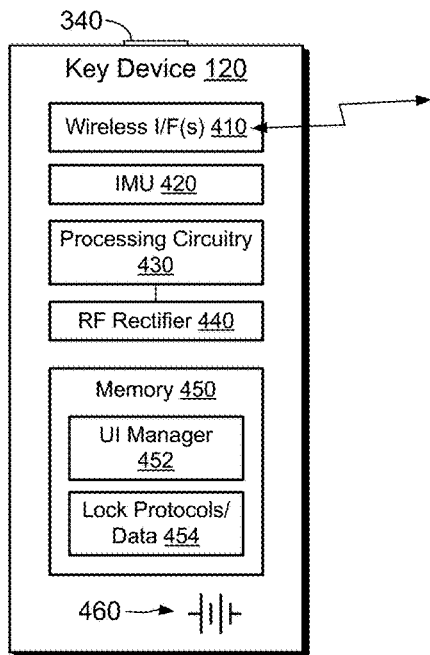 340
Key Device 120
Wireless I/F(s) 410
IMU 420
Processing Circuitry
430
RF Rectifier 440
Memory 450
UI Manager
452
Lock Protocols/
Data 454
460